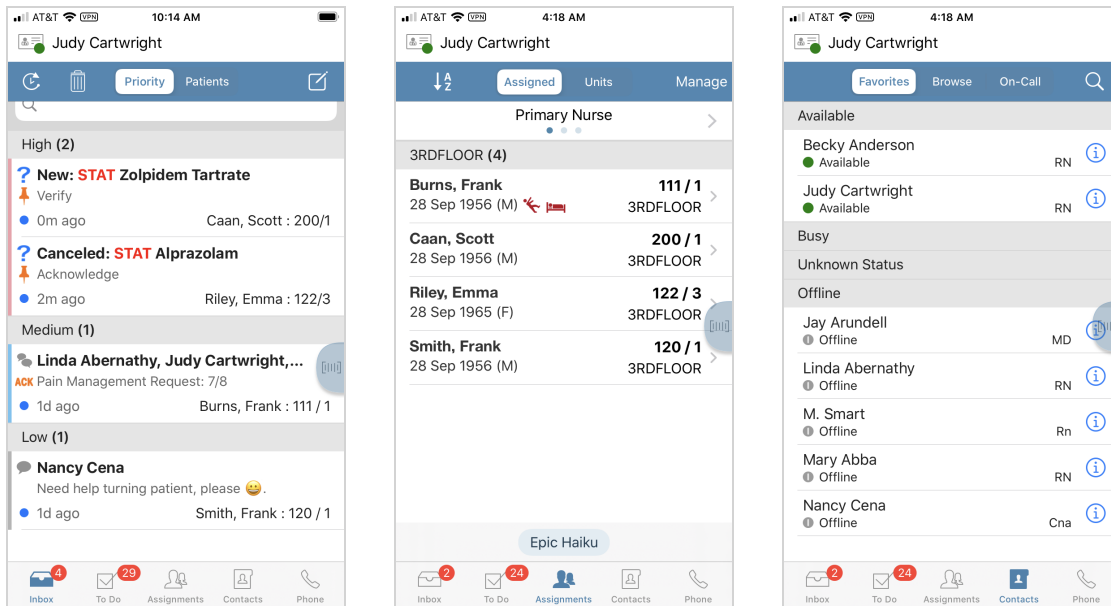 AT&T VPN 10:14 AM
Judy Cartwright
Priority Patients
High (2)
New: STAT Zolpidem Tartrate
Verify
0m ago Caan, Scott : 200/1
Canceled: STAT Alprazolam
Acknowledge
2m ago Riley, Emma : 122/3
Medium (1)
Linda Abernathy, Judy Cartwright,...
ACK Pain Management Request: 7/8
1d ago Burns, Frank : 111 / 1
Low (1)
Nancy Cena
Need help turning patient, please 😀.
1d ago Smith, Frank : 120 / 1
4 29
Inbox To Do Assignments Contacts Phone
AT&T VPN 4:18 AM
Judy Cartwright
A Z Assigned Units Manage
Primary Nurse
3RDFLOOR (4)
Burns, Frank 111 / 1
28 Sep 1956 (M) 3RDFLOOR
Caan, Scott 200 / 1
28 Sep 1956 (M) 3RDFLOOR
Riley, Emma 122 / 3
28 Sep 1965 (F) 3RDFLOOR
Smith, Frank 120 / 1
28 Sep 1956 (M) 3RDFLOOR
Epic Haiku
2 24
Inbox To Do Assignments Contacts Phone
AT&T VPN 4:18 AM
Judy Cartwright
Favorites Browse On-Call
Available
Becky Anderson
Available RN
Judy Cartwright
Available RN
Busy
Unknown Status
Offline
Jay Arundell
Offline MD
Linda Abernathy
Offline RN
M. Smart
Offline Rn
Mary Abba
Offline RN
Nancy Cena
Offline Cna
2 24
Inbox To Do Assignments Contacts Phone